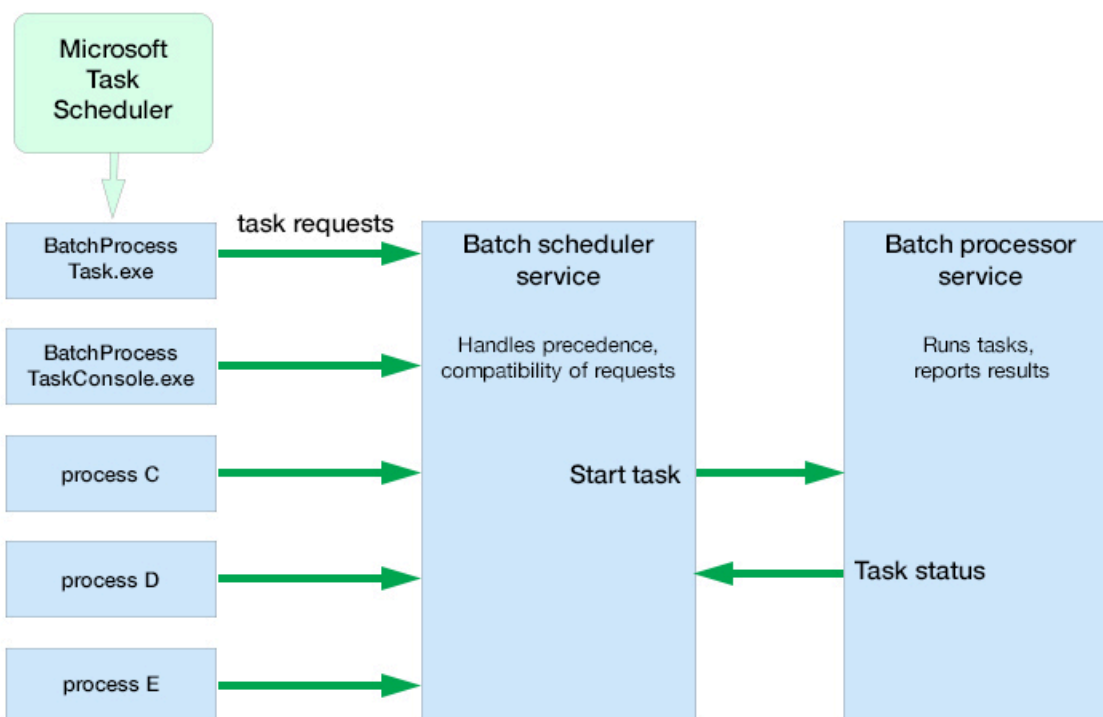 Microsoft
Task
Scheduler
task requests
BatchProcess
Task.exe
Batch scheduler
service
Batch processor
service
BatchProcess
TaskConsole.exe
Handles precedence,
compatibility of requests
Runs tasks,
reports results
process C
Start task
process D
Task status
process E